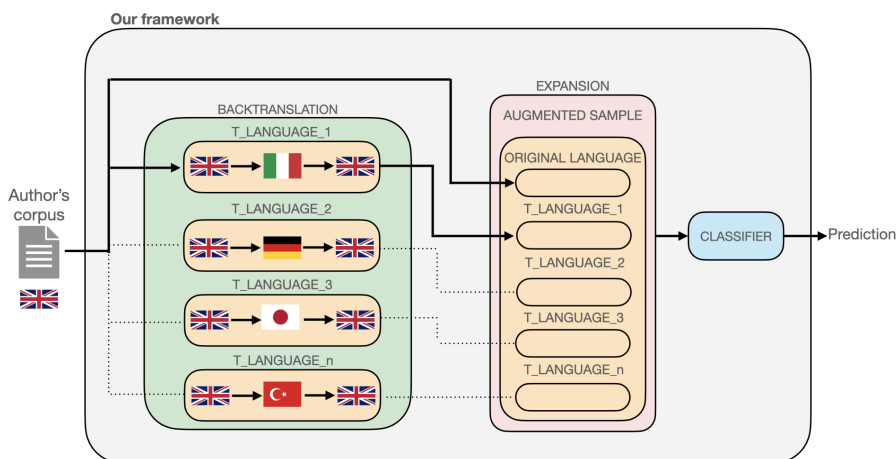 Our framework
EXPANSION
BACKTRANSLATION
AUGMENTED SAMPLE
T_LANGUAGE_1
ORIGINAL LANGUAGE
Author's
corpus
T_LANGUAGE_2
T_LANGUAGE_1
CLASSIFIER
Prediction
T_LANGUAGE_2
T_LANGUAGE_3
T_LANGUAGE_3
T_LANGUAGE_n
T_LANGUAGE_n